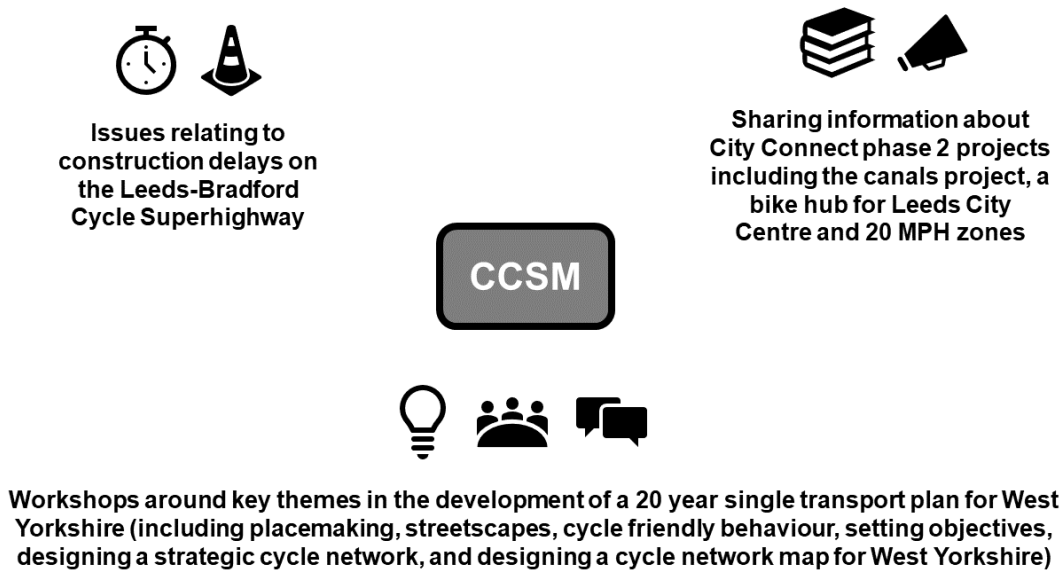 Issues relating to
construction delays on
the Leeds-Bradford
Cycle Superhighway
Sharing information about
City Connect phase 2 projects
including the canals project, a
bike hub for Leeds City
Centre and 20 MPH zones
CCSM
Workshops around key themes in the development of a 20 year single transport plan for West
Yorkshire (including placemaking, streetscapes, cycle friendly behaviour, setting objectives,
designing a strategic cycle network, and designing a cycle network map for West Yorkshire)